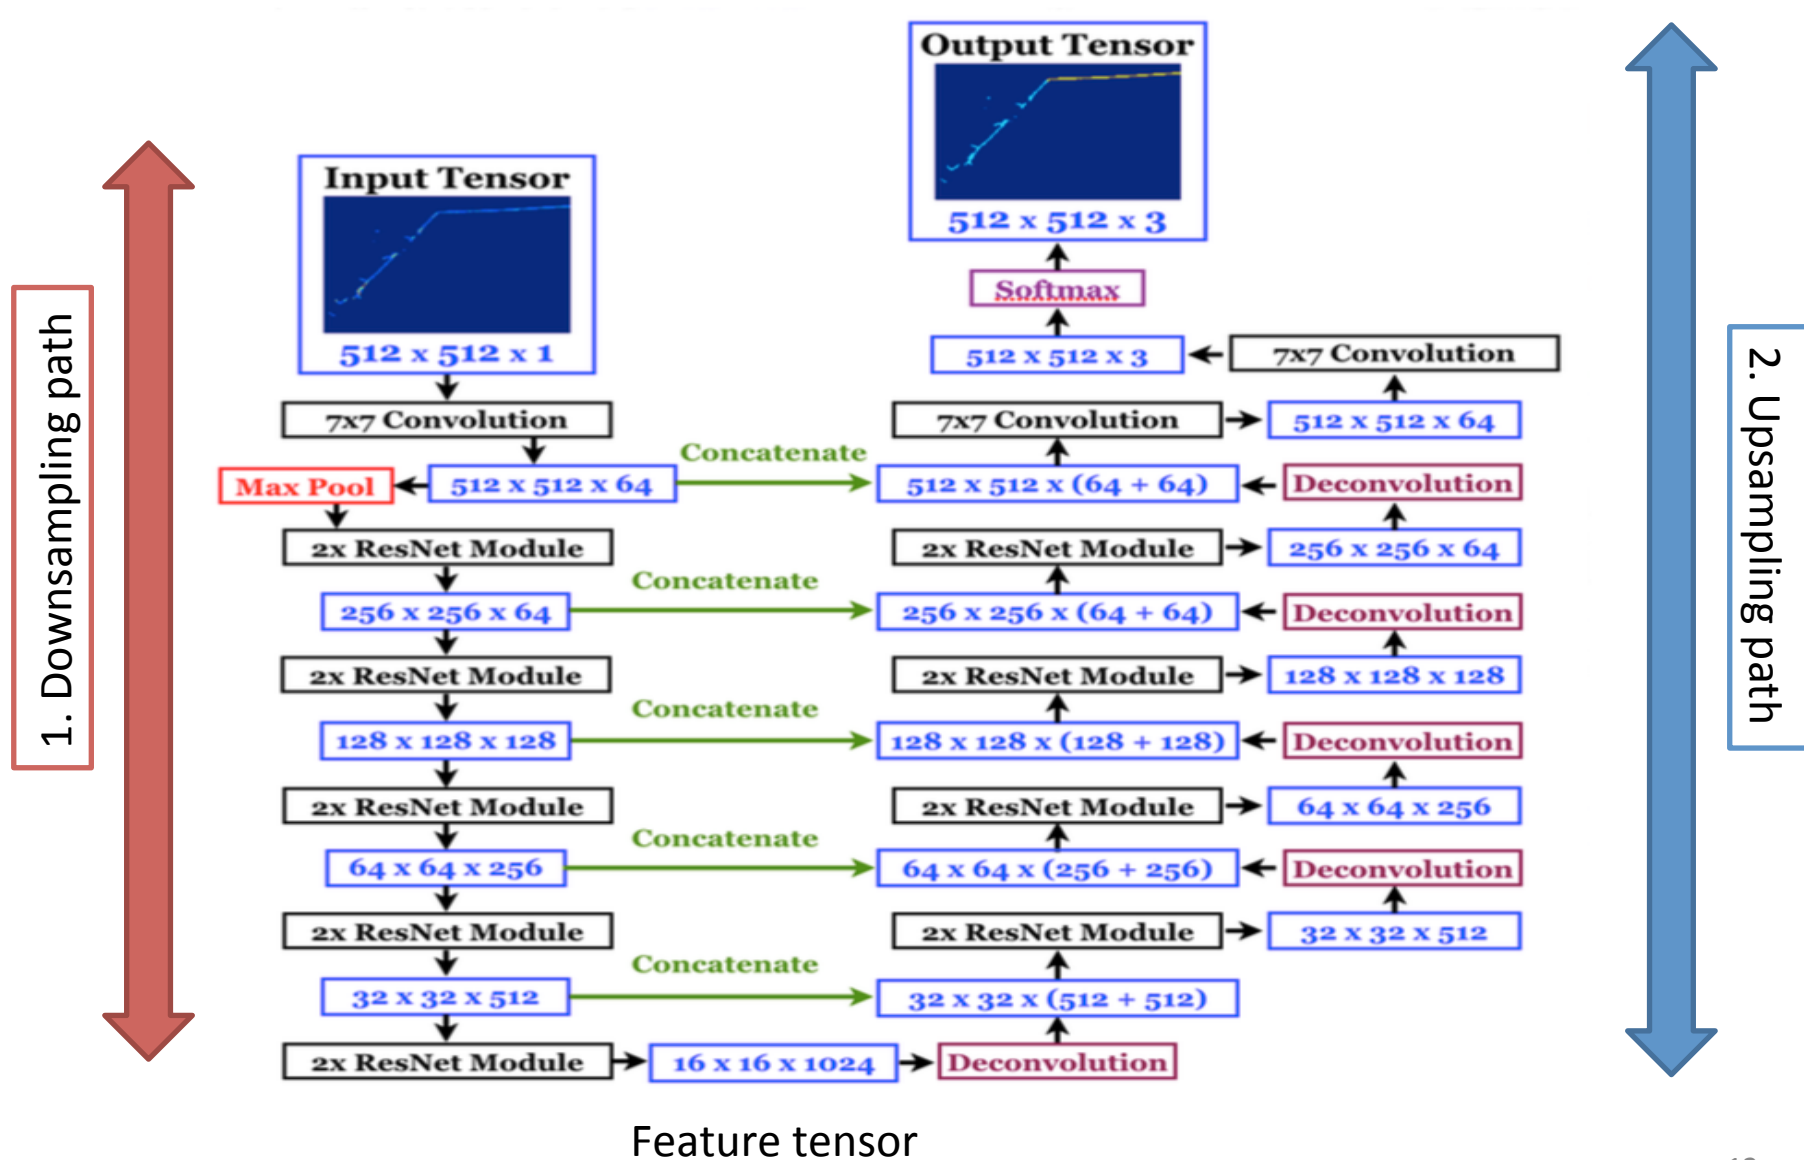 1. Downsampling path
Input Tensor
512 x 512 x 1
7x7 Convolution
Max Pool
512 x 512 x 64
2x ResNet Module
256 x 256 x 64
2x ResNet Module
128 x 128 x 128
2x ResNet Module
64 x 64 x 256
2x ResNet Module
32 x 32 x 512
2x ResNet Module
16 x 16 x 1024
Deconvolution
Feature tensor
Concatenate
Concatenate
Concatenate
Concatenate
Concatenate
Output Tensor
512 x 512 x 3
Softmax
512 x 512 x 3
7x7 Convolution
7x7 Convolution
512 x 512 x 64
512 x 512 x (64 + 64)
Deconvolution
2x ResNet Module
256 x 256 x 64
256 x 256 x (64 + 64)
Deconvolution
2x ResNet Module
128 x 128 x 128
128 x 128 x (128 + 128)
Deconvolution
2x ResNet Module
64 x 64 x 256
64 x 64 x (256 + 256)
Deconvolution
2x ResNet Module
32 x 32 x 512
32 x 32 x (512 + 512)
2. Upsampling path